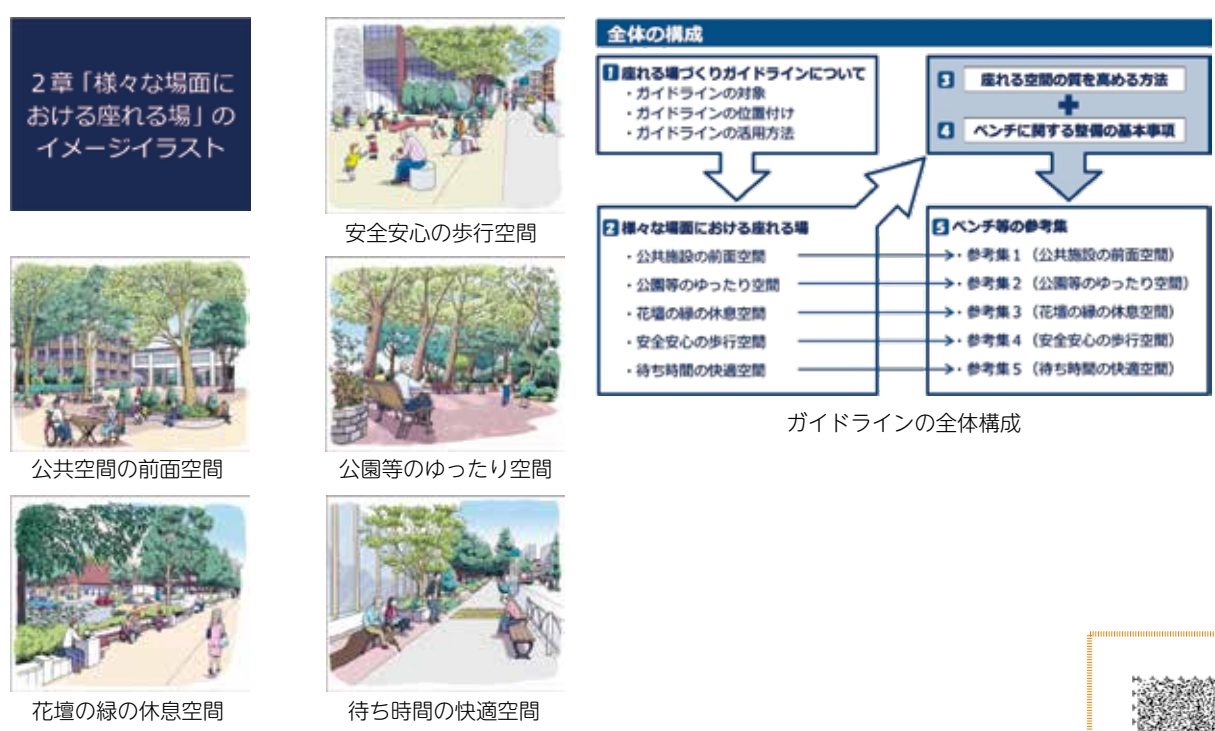 2章「様々な場面に
おける座れる場」の
イメージイラスト
安全安心の歩行空間
公共空間の前面空間
公園等のゆったり空間
花壇の緑の休息空間
待ち時間の快適空間
全体の構成
1 座れる場づくりガイドラインについて
・ガイドラインの対象
・ガイドラインの位置付け
・ガイドラインの活用方法
2 様々な場面における座れる場
・公共施設の前面空間
・公園等のゆったり空間
・花壇の縁の休息空間
・安全安心の歩行空間
・待ち時間の快適空間
3 座れる空間の質を高める方法
+
4 ベンチに関する整備の基本事項
5 ベンチ等の参考集
・参考集1（公共施設の前面空間）
・参考集2（公園等のゆったり空間）
・参考集3（花壇の縁の休息空間）
・参考集4（安全安心の歩行空間）
・参考集5（待ち時間の快適空間）
ガイドラインの全体構成